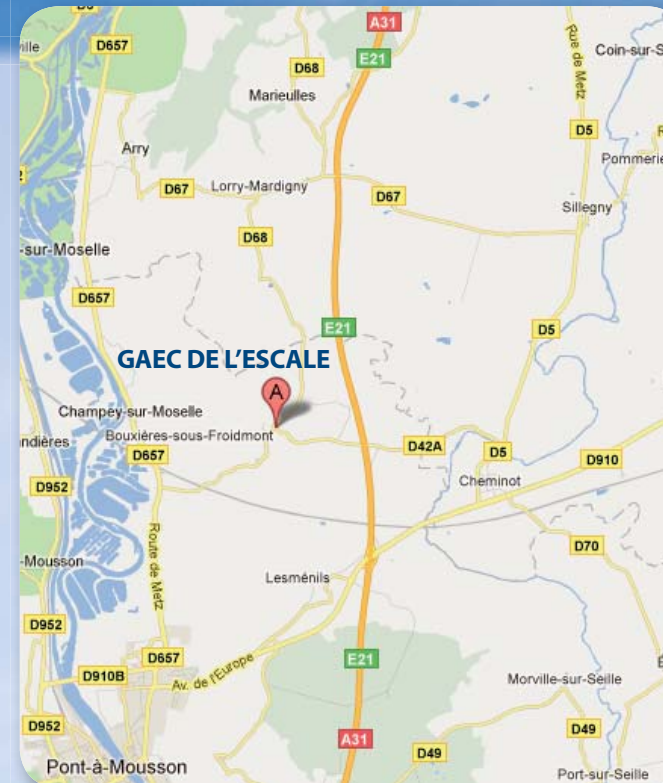 A31
D657
E21
Coin-sur-S
D68
Rue de Metz
Marieulles
D5
Arry
Pommerie
D67
Lorry-Mardigny
D67
Sillegny
D68
-sur-Moselle
D657
E21
D5
GAEC DE L'ESCALE
A
Champey-sur-Moselle
Bouxières-sous-Froidmont
ndières
D657
D42A
D5
D910
D952
Cheminot
Route de Metz
D70
-Mousson
Lesménils
D952
D657
E21
D910B
Av. de l'Europe
Morville-sur-Seille
D952
A31
D49
D49
Pont-à-Mousson
Port-sur-Seille